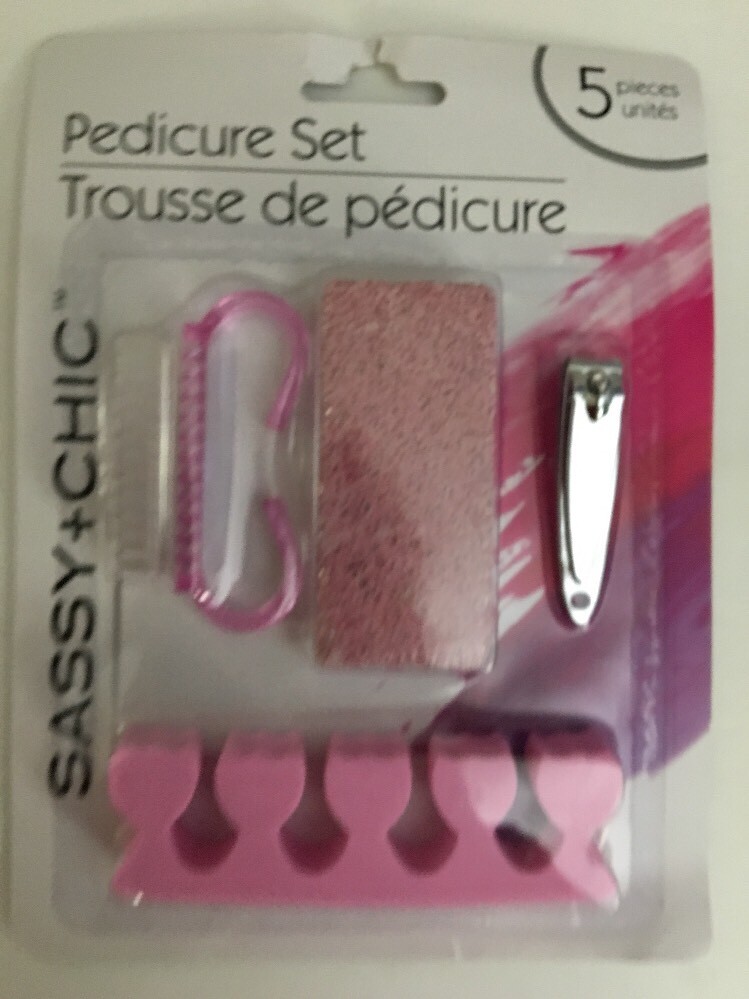 5 pieces
unités
Pedicure Set
Trousse de pédicure
SASSY+CHIC™